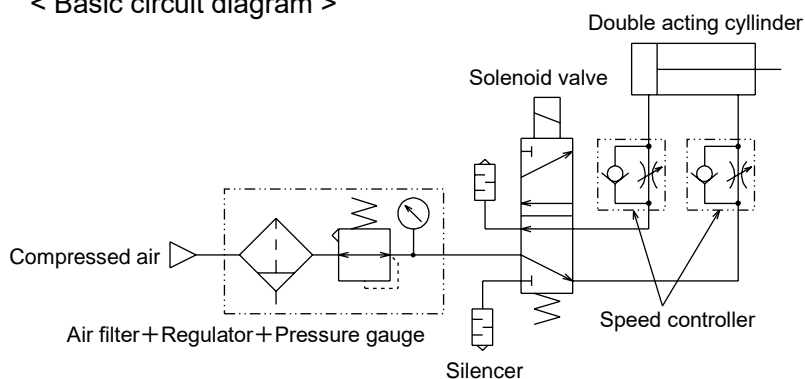 < Basic circuit diagram >
Double acting cyllinder
Solenoid valve
Compressed air
Air filter＋Regulator＋Pressure gauge
Speed controller
Silencer